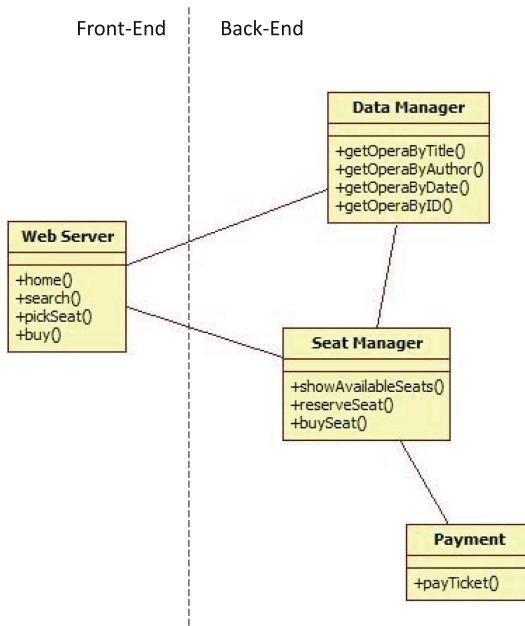 Front-End
Back-End
Data Manager
+getOperaByTitle()
+getOperaByAuthor()
+getOperaByDate()
+getOperaByID()
Web Server
+home()
+search()
+pickSeat()
+buy()
Seat Manager
+showAvailableSeats()
+reserveSeat()
+buySeat()
Payment
+payTicket()